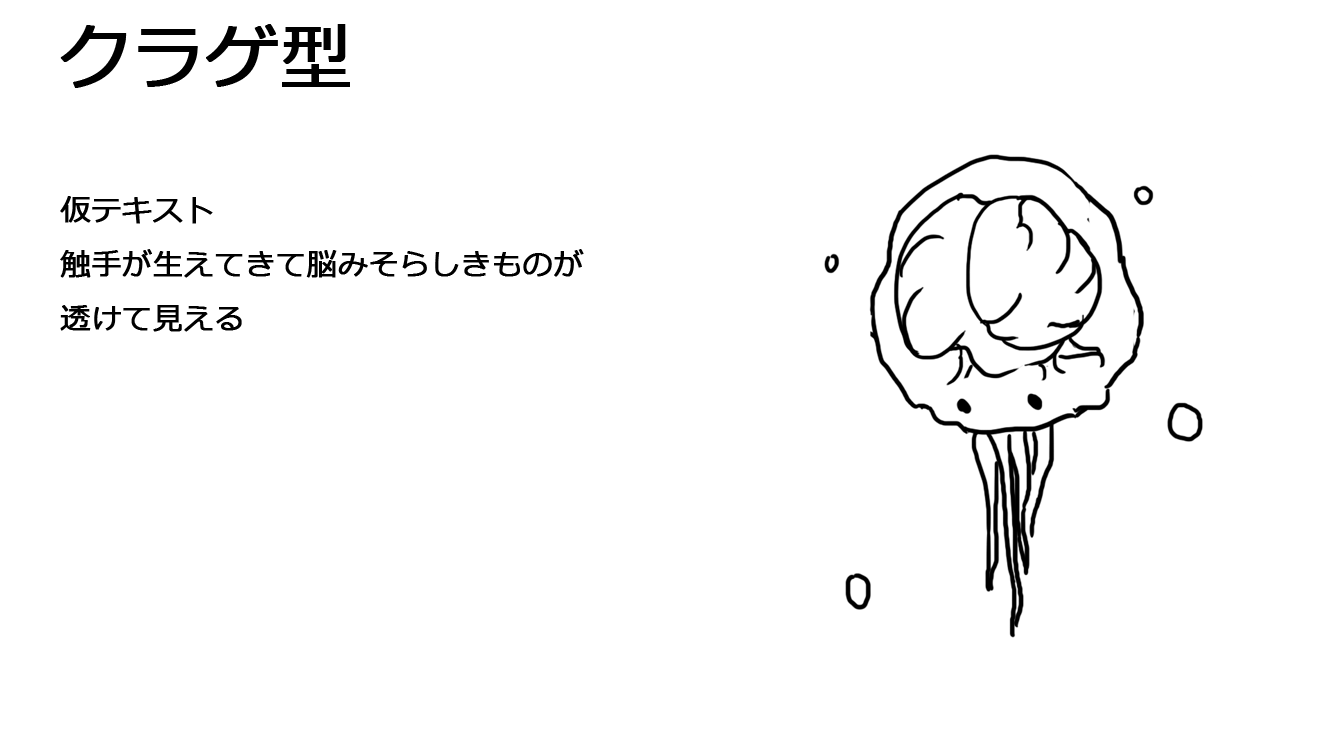 クラゲ型
仮テキスト
触手が生えてきて脳みそらしきものが
透けて見える